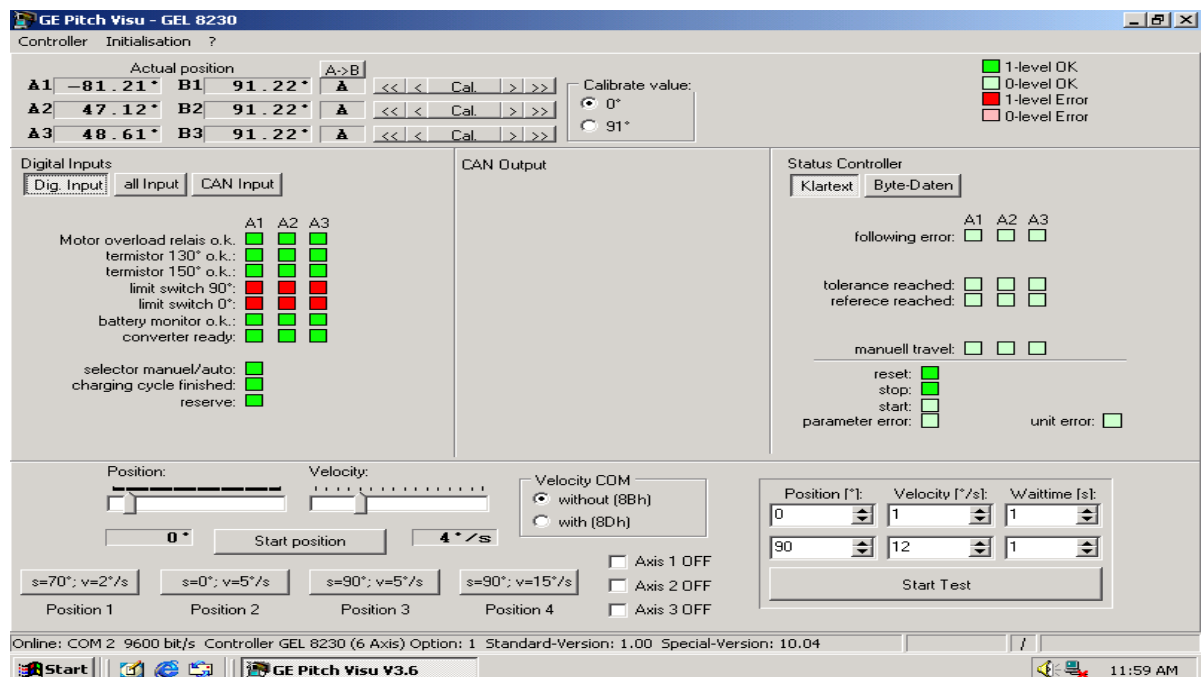 GE Pitch Visu - GEL 8230
Controller Initialisation ?
Actual position A->B
A1 -81.21° B1 91.22° A << < Cal. > >>
A2 47.12° B2 91.22° A << < Cal. > >>
A3 48.61° B3 91.22° A << < Cal. > >>
Calibrate value:
0°
91°
1-level OK
0-level OK
1-level Error
0-level Error
Digital Inputs
Dig. Input all Input CAN Input
A1 A2 A3
Motor overload relais o.k.
termistor 130° o.k.:
termistor 150° o.k.:
limit switch 90°:
limit switch 0°:
battery monitor o.k.:
converter ready:
selector manuel/auto:
charging cycle finished:
reserve:
CAN Output
Status Controller
Klartext Byte-Daten
A1 A2 A3
following error:
tolerance reached:
referece reached:
manuell travel:
reset:
stop:
start:
parameter error: unit error:
Position: Velocity:
0° Start position 4°/s
Velocity COM
without (8Bh)
with (8Dh)
Axis 1 OFF
Axis 2 OFF
Axis 3 OFF
s=70°; v=2°/s s=0°; v=5°/s s=90°; v=5°/s s=90°; v=15°/s
Position 1 Position 2 Position 3 Position 4
Position [°]: Velocity [°/s]: Waittime [s]:
0 1 1
90 12 1
Start Test
Online: COM 2 9600 bit/s Controller GEL 8230 (6 Axis) Option: 1 Standard-Version: 1.00 Special-Version: 10.04 /
Start GE Pitch Visu V3.6 11:59 AM